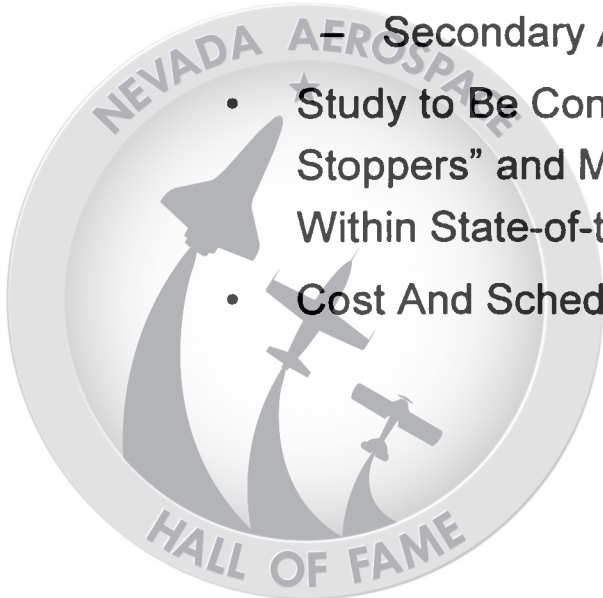 NEVADA AEROSPACE
– Secondary A
• Study to Be Con
Stoppers” and M
Within State-of-t
• Cost And Sched
HALL OF FAME